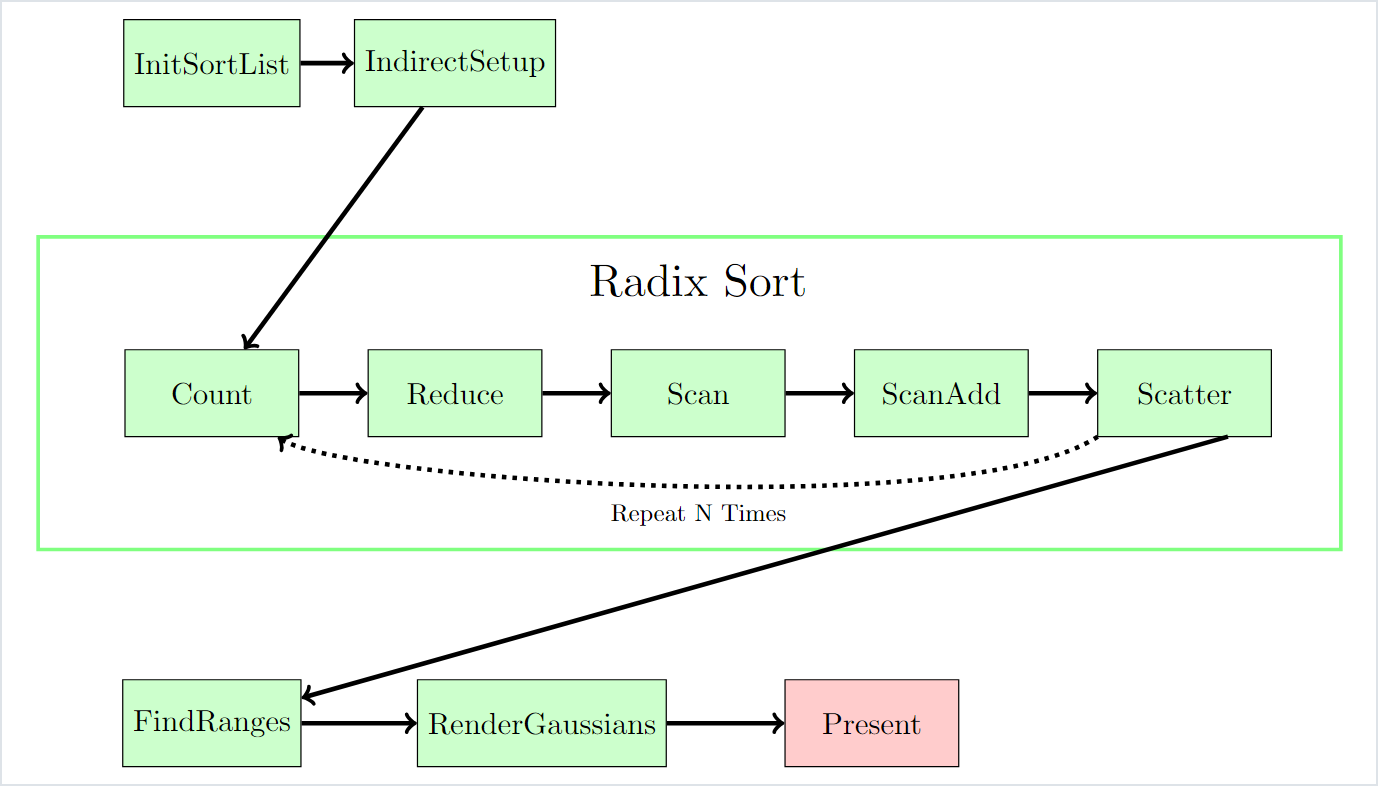 InitSortList
IndirectSetup
Radix Sort
Count
Reduce
Scan
ScanAdd
Scatter
Repeat N Times
FindRanges
RenderGaussians
Present